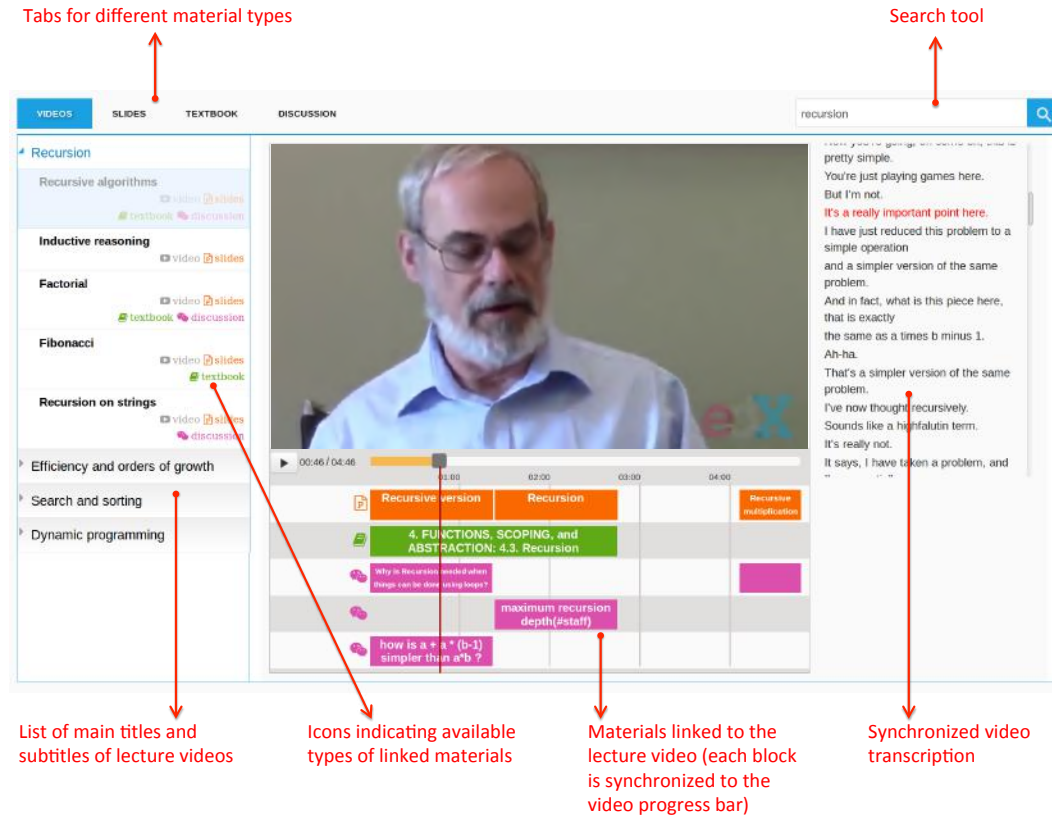 Tabs for different material types
Search tool
VIDEOS SLIDES TEXTBOOK DISCUSSION
recursion
Recursion
Recursive algorithms
video slides
textbook discussion
Inductive reasoning
video slides
Factorial
video slides
textbook discussion
Fibonacci
video slides
textbook
Recursion on strings
video slides
discussion
Efficiency and orders of growth
Search and sorting
Dynamic programming
edX
00:46 / 04:46
01:00 02:00 03:00 04:00
Recursive version
Recursion
Recursive
multiplication
4. FUNCTIONS, SCOPING, and
ABSTRACTION: 4.3. Recursion
Why is Recursion needed when
things can be done using loops?
maximum recursion
depth(#staff)
how is a + a * (b-1)
simpler than a*b ?
pretty simple.
You're just playing games here.
But I'm not.
It's a really important point here.
I have just reduced this problem to a
simple operation
and a simpler version of the same
problem.
And in fact, what is this piece here,
that is exactly
the same as a times b minus 1.
Ah-ha.
That's a simpler version of the same
problem.
I've now thought recursively.
Sounds like a highfalutin term.
It's really not.
It says, I have taken a problem, and
List of main titles and
subtitles of lecture videos
Icons indicating available
types of linked materials
Materials linked to the
lecture video (each block
is synchronized to the
video progress bar)
Synchronized video
transcription